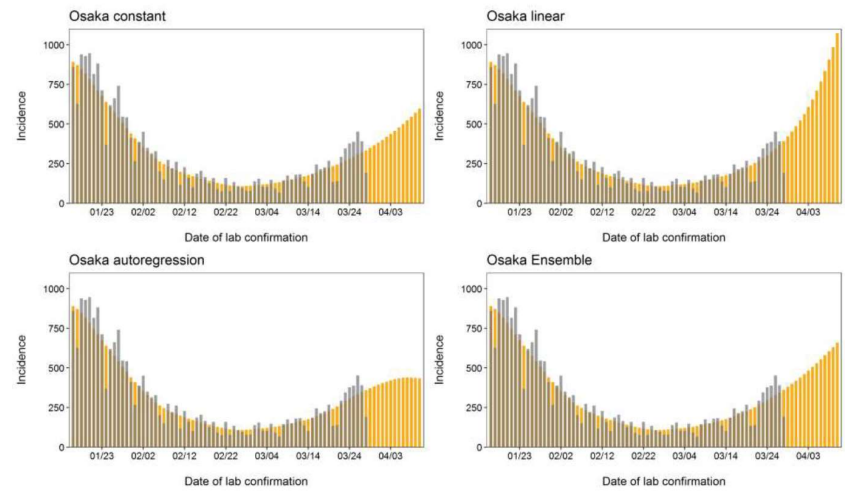 Osaka constant
1000
750
500
250
0
Incidence
01/23 02/02 02/12 02/22 03/04 03/14 03/24 04/03
Date of lab confirmation
Osaka linear
1000
750
500
250
0
Incidence
01/23 02/02 02/12 02/22 03/04 03/14 03/24 04/03
Date of lab confirmation
Osaka autoregression
1000
750
500
250
0
Incidence
01/23 02/02 02/12 02/22 03/04 03/14 03/24 04/03
Date of lab confirmation
Osaka Ensemble
1000
750
500
250
0
Incidence
01/23 02/02 02/12 02/22 03/04 03/14 03/24 04/03
Date of lab confirmation